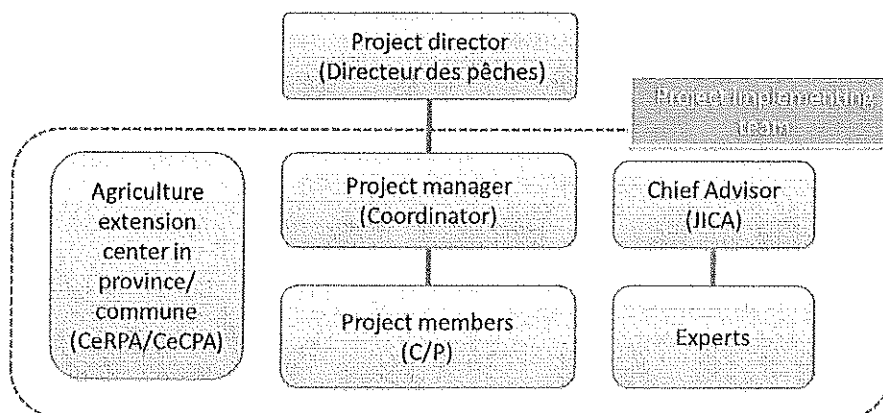 Project director
(Directeur des pêches)
Project implementing
team
Agriculture
extension
center in
province/
commune
(CeRPA/CeCPA)
Project manager
(Coordinator)
Chief Advisor
(JICA)
Project members
(C/P)
Experts